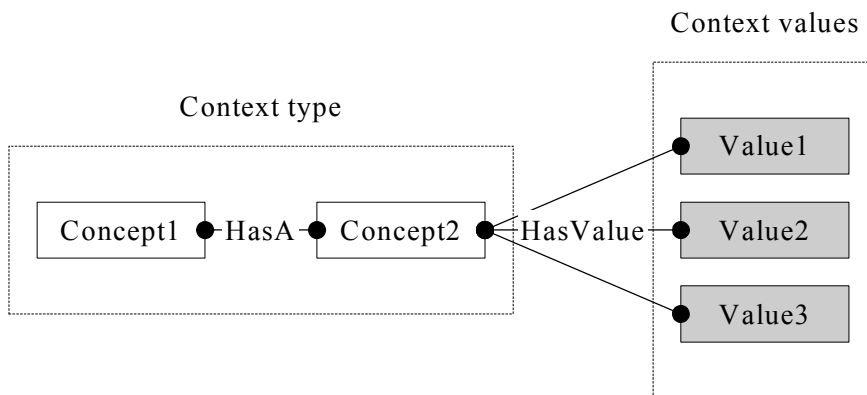 Context values
Context type
Value1
Concept1 HasA Concept2 HasValue Value2
Value3